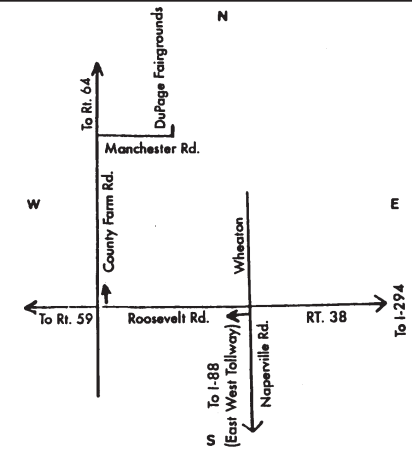 N
DuPage Fairgrounds
To Rt. 64
Manchester Rd.
County Farm Rd.
W
E
Wheaton
To Rt. 59
Roosevelt Rd.
RT. 38
To I-294
To I-88
(East West Tollway)
Naperville Rd.
S